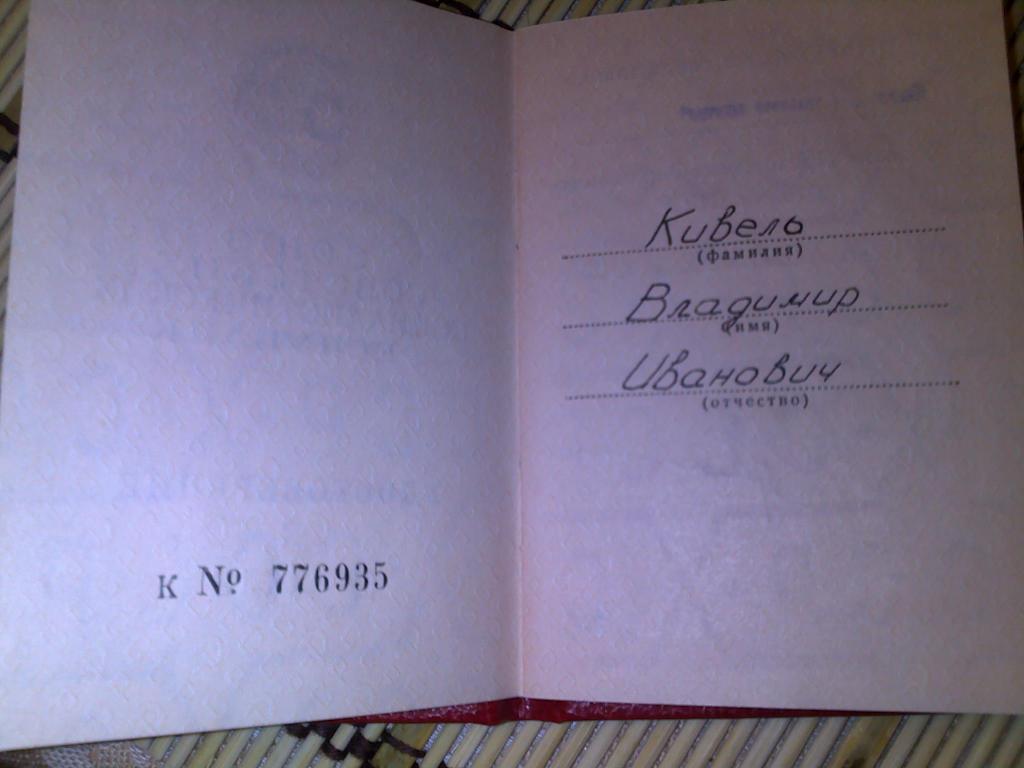 к № 776935
Кивель
(фамилия)
Владимир
(имя)
Иванович
(отчество)